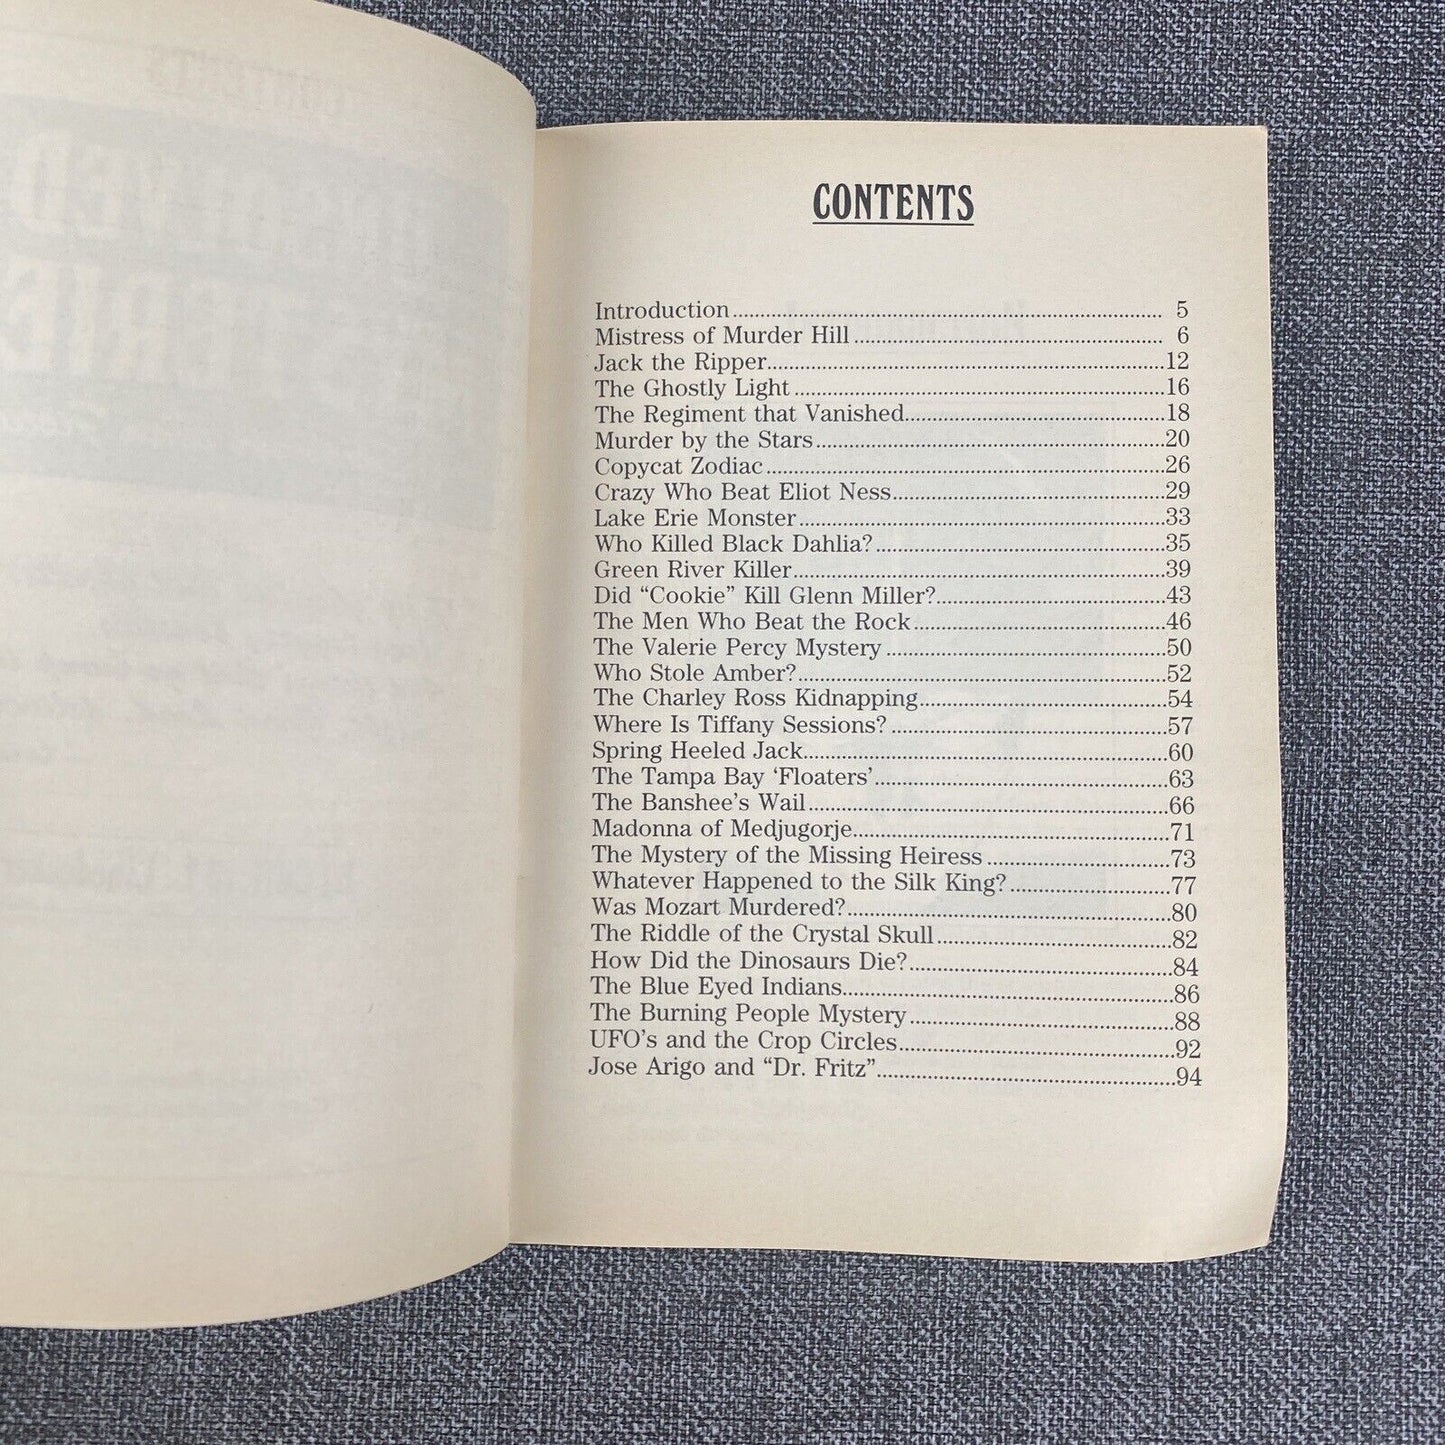 CONTENTS
Introduction 5
Mistress of Murder Hill 6
Jack the Ripper 12
The Ghostly Light 16
The Regiment that Vanished 18
Murder by the Stars 20
Copycat Zodiac 26
Crazy Who Beat Eliot Ness 29
Lake Erie Monster 33
Who Killed Black Dahlia? 35
Green River Killer 39
Did “Cookie” Kill Glenn Miller? 43
The Men Who Beat the Rock 46
The Valerie Percy Mystery 50
Who Stole Amber? 52
The Charley Ross Kidnapping 54
Where Is Tiffany Sessions? 57
Spring Heeled Jack 60
The Tampa Bay ‘Floaters’ 63
The Banshee’s Wail 66
Madonna of Medjugorje 71
The Mystery of the Missing Heiress 73
Whatever Happened to the Silk King? 77
Was Mozart Murdered? 80
The Riddle of the Crystal Skull 82
How Did the Dinosaurs Die? 84
The Blue Eyed Indians 86
The Burning People Mystery 88
UFO’s and the Crop Circles 92
Jose Arigo and “Dr. Fritz” 94